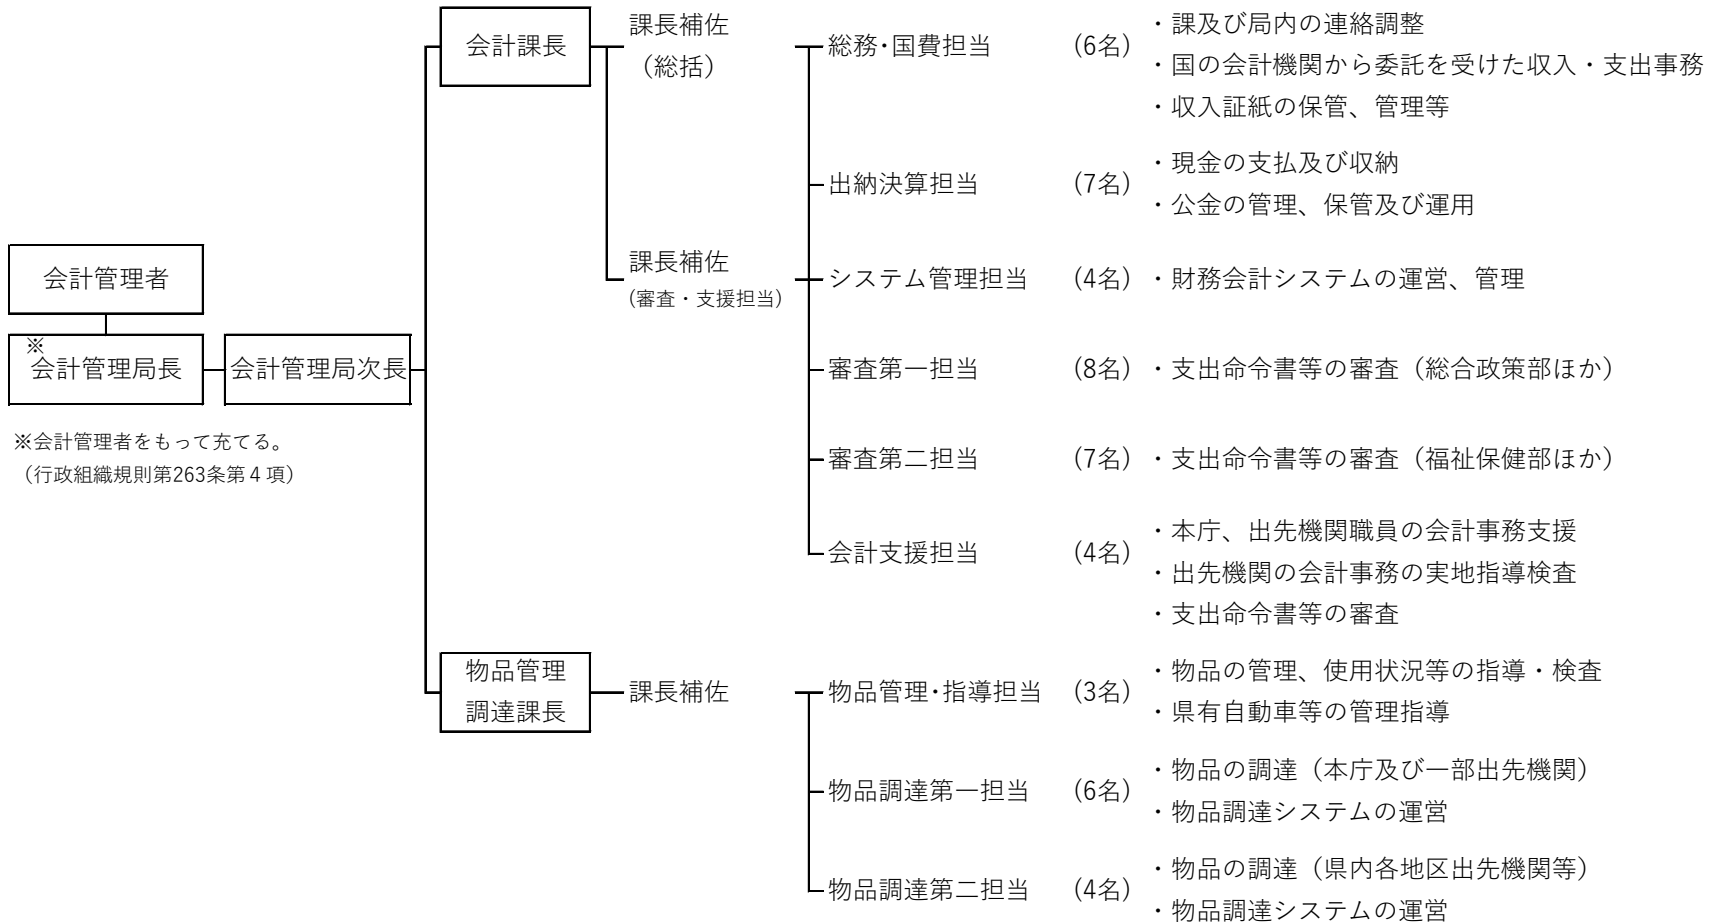 会計管理者
※
会計管理局長
会計管理局次長
※会計管理者をもって充てる。
（行政組織規則第263条第４項）
会計課長
課長補佐
（総括）
課長補佐
(審査・支援担当)
総務･国費担当 (6名)
・課及び局内の連絡調整
・国の会計機関から委託を受けた収入・支出事務
・収入証紙の保管、管理等
出納決算担当 (7名)
・現金の支払及び収納
・公金の管理、保管及び運用
システム管理担当 (4名) ・財務会計システムの運営、管理
審査第一担当 (8名) ・支出命令書等の審査（総合政策部ほか）
審査第二担当 (7名) ・支出命令書等の審査（福祉保健部ほか）
会計支援担当 (4名)
・本庁、出先機関職員の会計事務支援
・出先機関の会計事務の実地指導検査
・支出命令書等の審査
物品管理
調達課長
課長補佐
物品管理･指導担当 (3名)
・物品の管理、使用状況等の指導・検査
・県有自動車等の管理指導
物品調達第一担当 (6名)
・物品の調達（本庁及び一部出先機関）
・物品調達システムの運営
物品調達第二担当 (4名)
・物品の調達（県内各地区出先機関等）
・物品調達システムの運営